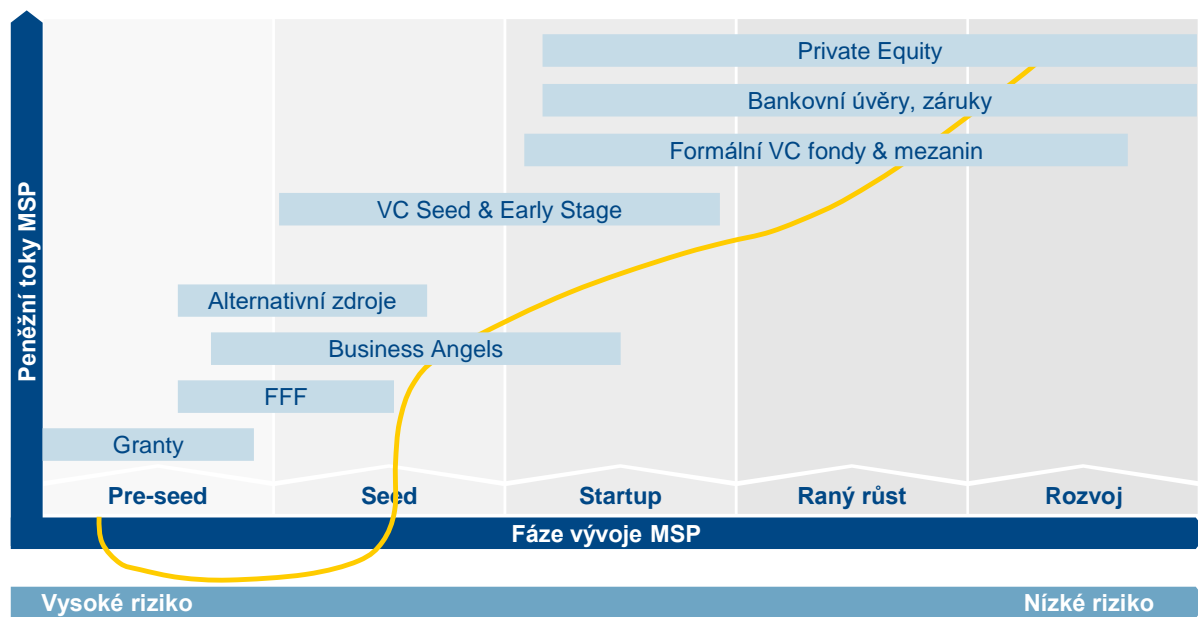 Peněžní toky MSP
Private Equity
Bankovní úvěry, záruky
Formální VC fondy & mezanin
VC Seed & Early Stage
Alternativní zdroje
Business Angels
FFF
Granty
Pre-seed
Seed
Startup
Raný růst
Rozvoj
Fáze vývoje MSP
Vysoké riziko
Nízké riziko